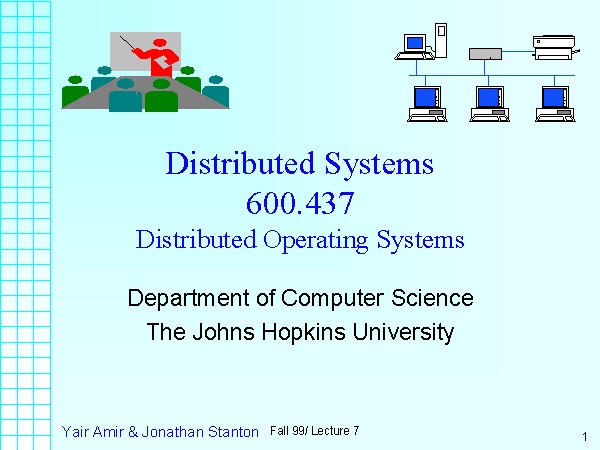 Distributed Systems
600.437
Distributed Operating Systems
Department of Computer Science
The Johns Hopkins University
Yair Amir & Jonathan Stanton Fall 99/ Lecture 7
1